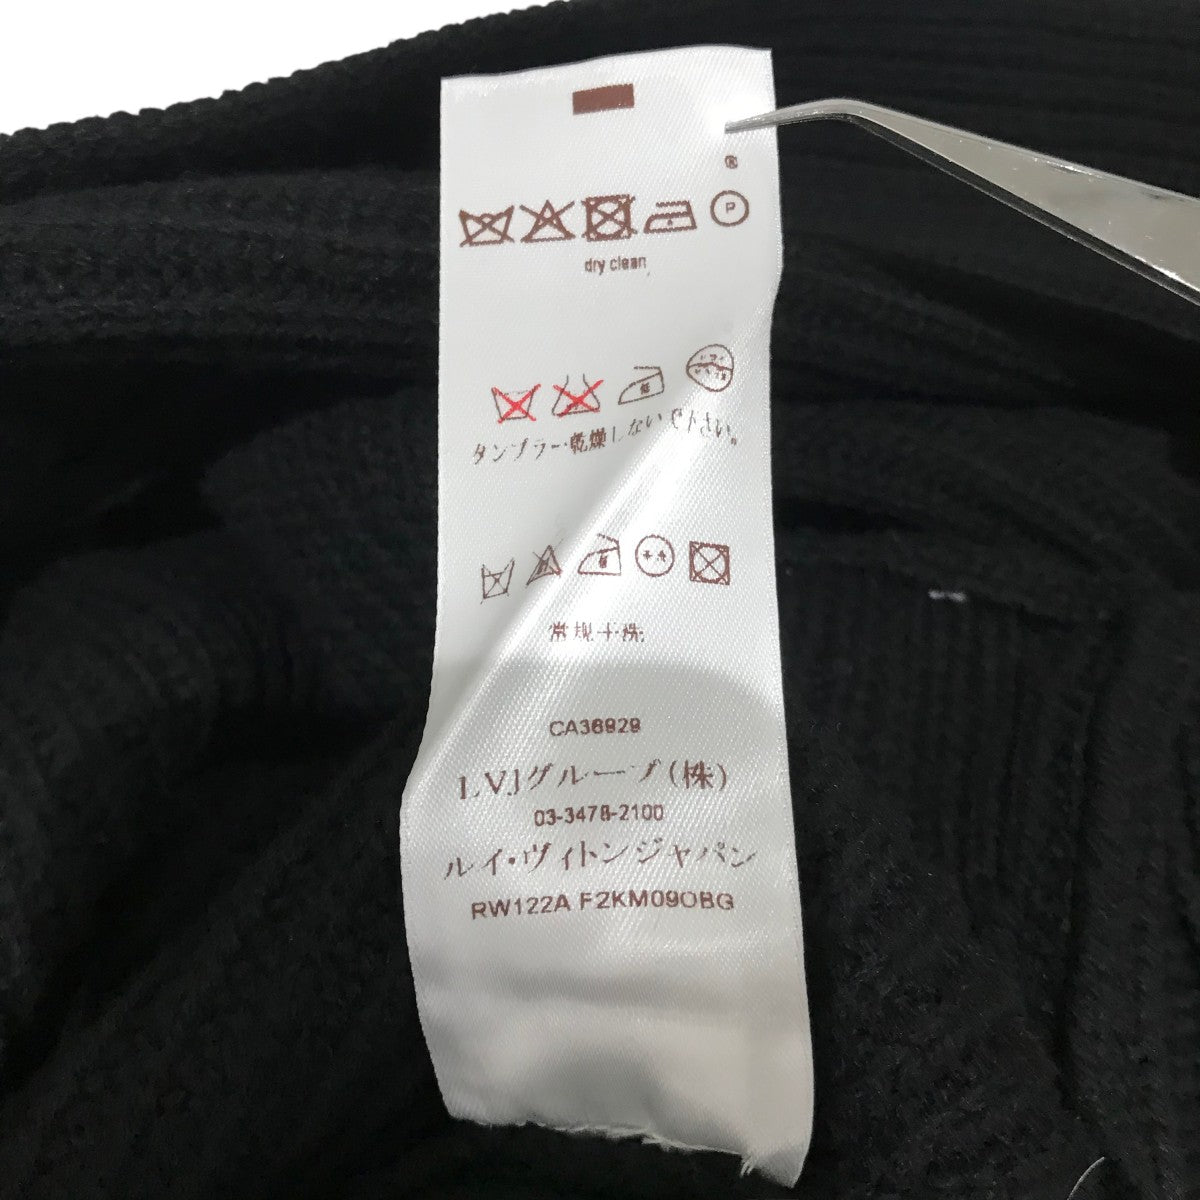 ®
P
dry clean
タンブラー・乾燥しないで下さい。
常规干洗
CA36929
LVJグループ(株)
03-3478-2100
ルイ・ヴィトンジャパン
RW122A F2KM09OBG